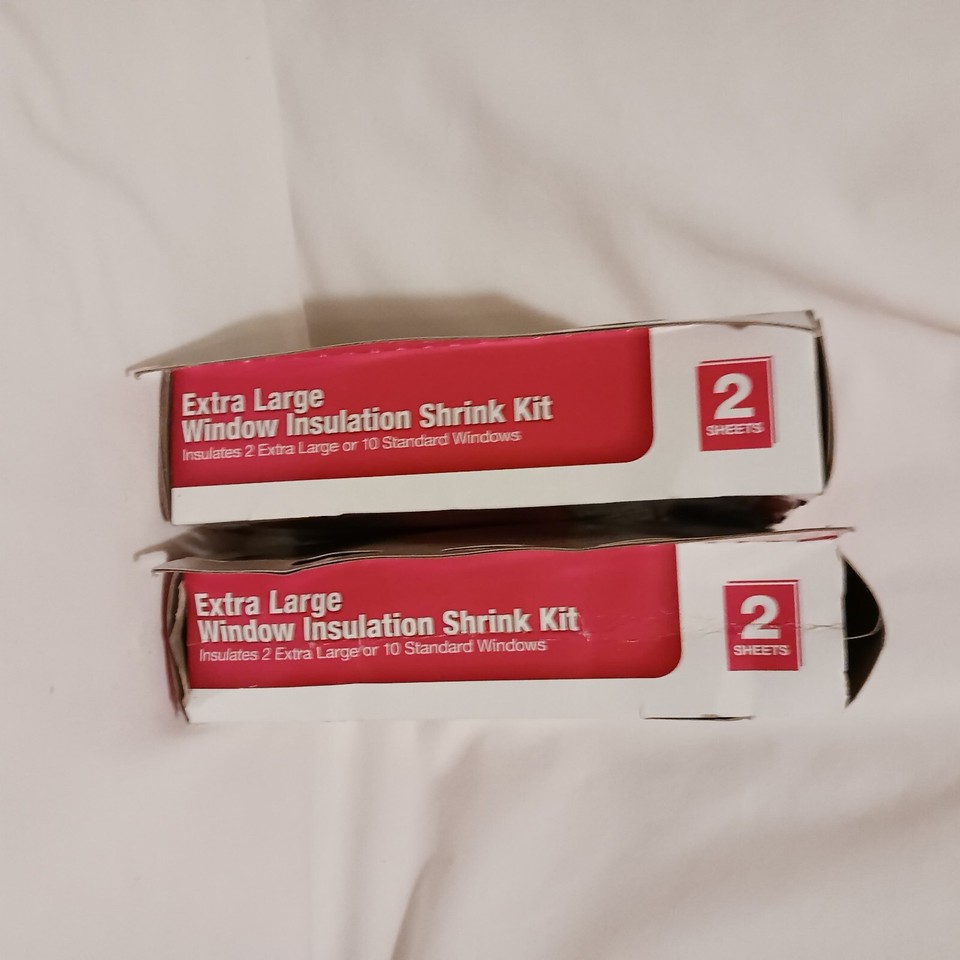 Extra Large
Window Insulation Shrink Kit
Insulates 2 Extra Large or 10 Standard Windows
2
SHEETS
Extra Large
Window Insulation Shrink Kit
Insulates 2 Extra Large or 10 Standard Windows
2
SHEETS